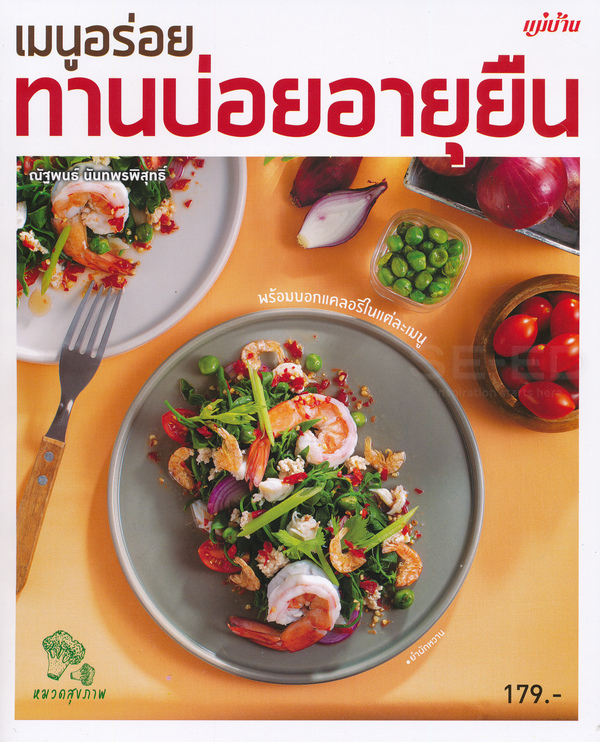 แม่บ้าน
เมนูอร่อย
ทานบ่อยอายุยืน
ณัฐพนธ์ นันทพรพิสุทธิ์
พร้อมบอกแคลอรีในแต่ละเมนู
SE-ED
•ยำผักหวาน
หมวดสุขภาพ
179.-